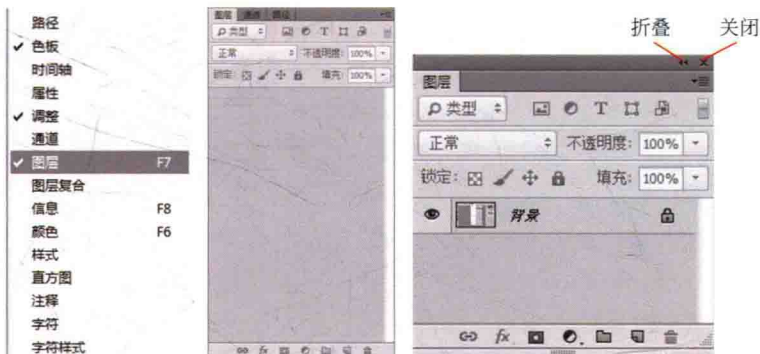 路径
色板
时间轴
属性
调整
通道
图层 F7
图层复合
信息 F8
颜色 F6
样式
直方图
注释
字符
字符样式
图层 通道 路径
类型
正常 不透明度: 100%
锁定: 填充: 100%
折叠 关闭
图层
类型
正常 不透明度: 100%
锁定: 填充: 100%
背景